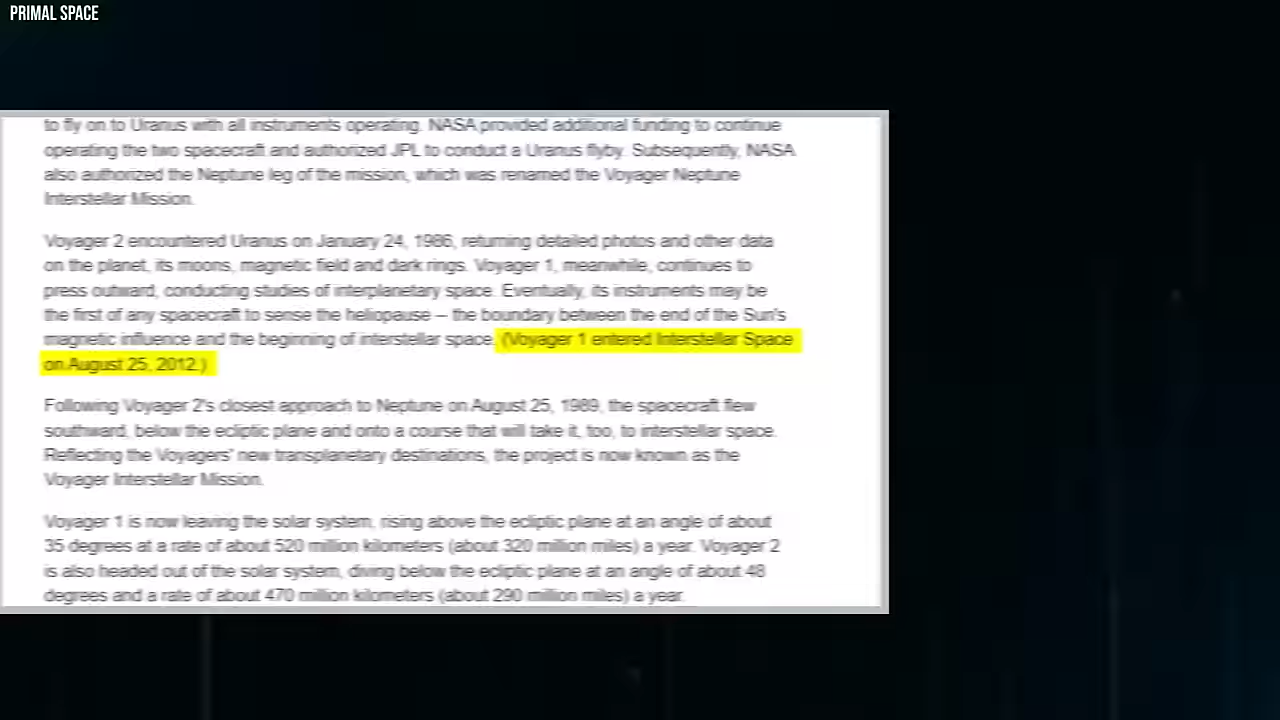 PRIMAL SPACE
to fly on to Uranus with all instruments operating. NASA provided additional funding to continue
operating the two spacecraft and authorized JPL to conduct a Uranus flyby. Subsequently, NASA
also authorized the Neptune leg of the mission, which was renamed the Voyager Neptune
Interstellar Mission.
Voyager 2 encountered Uranus on January 24, 1986, returning detailed photos and other data
on the planet, its moons, magnetic field and dark rings. Voyager 1, meanwhile, continues to
press outward, conducting studies of interplanetary space. Eventually, its instruments may be
the first of any spacecraft to sense the heliopause – the boundary between the end of the Sun's
magnetic influence and the beginning of interstellar space. (Voyager 1 entered Interstellar Space
on August 25, 2012.)
Following Voyager 2's closest approach to Neptune on August 25, 1989, the spacecraft flew
southward, below the ecliptic plane and onto a course that will take it, too, to interstellar space.
Reflecting the Voyagers' new transplanetary destinations, the project is now known as the
Voyager Interstellar Mission.
Voyager 1 is now leaving the solar system, rising above the ecliptic plane at an angle of about
35 degrees at a rate of about 520 million kilometers (about 320 million miles) a year. Voyager 2
is also headed out of the solar system, diving below the ecliptic plane at an angle of about 48
degrees and a rate of about 470 million kilometers (about 290 million miles) a year.